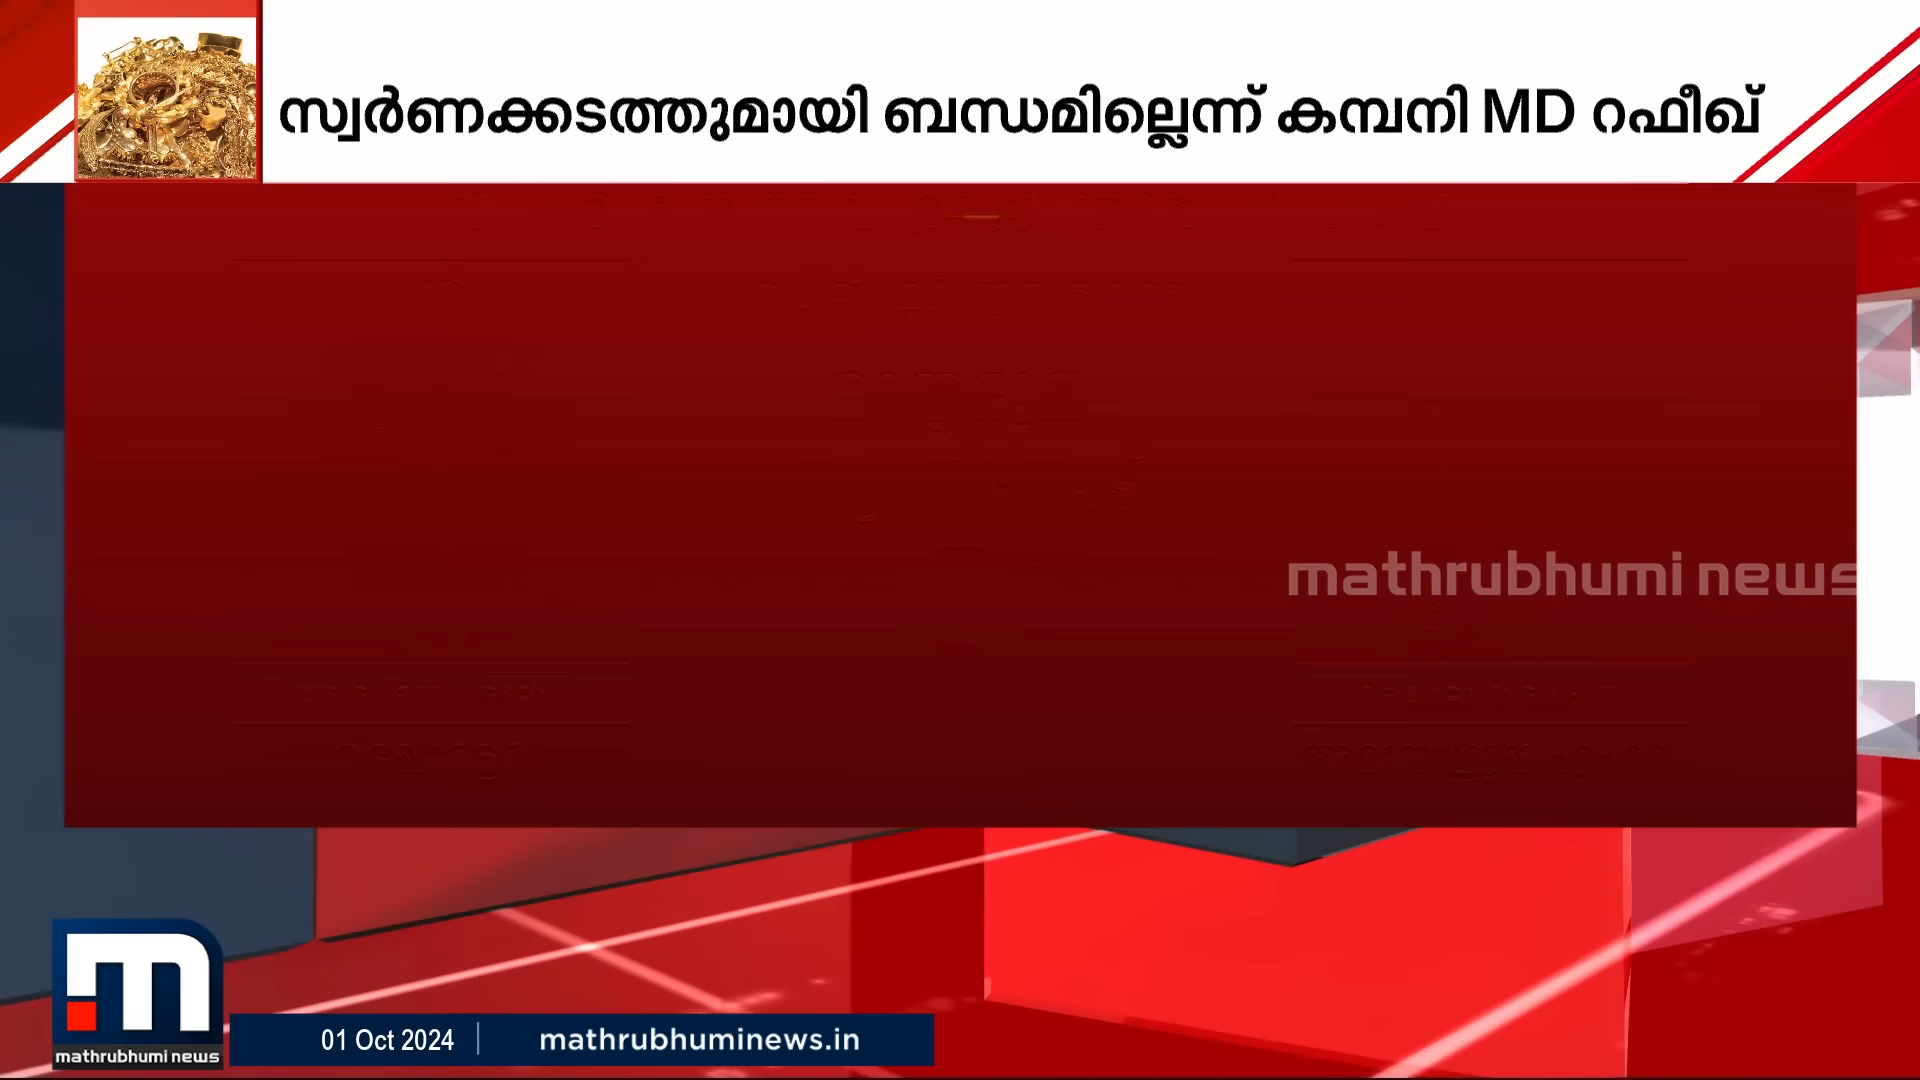 സ്വർണക്കടത്തുമായി ബന്ധമില്ലെന്ന് കമ്പനി MD റഫീഖ്
mathrubhumi news
mathrubhumi news
01 Oct 2024
mathrubhuminews.in